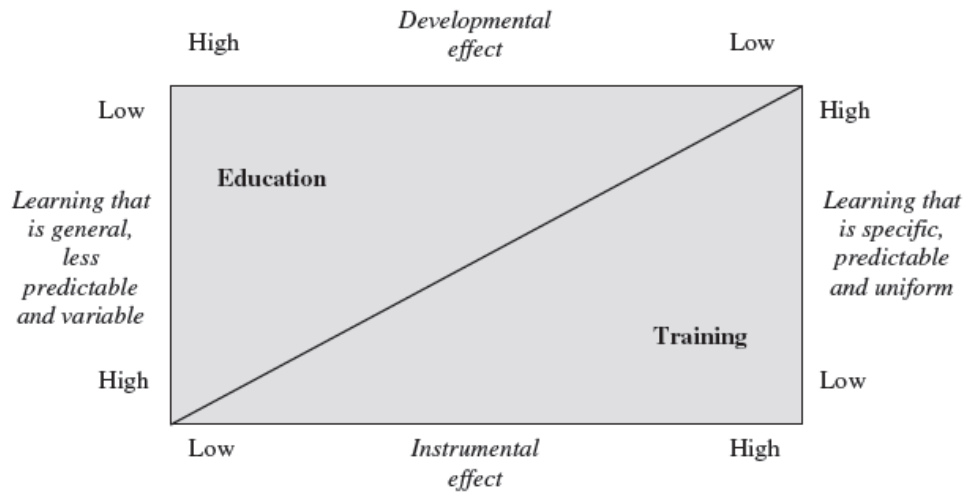 Developmental
effect
High
Low
Low
High
Education
Learning that
is general,
less
predictable
and variable
Learning that
is specific,
predictable
and uniform
Training
High
Low
Low
Instrumental
effect
High